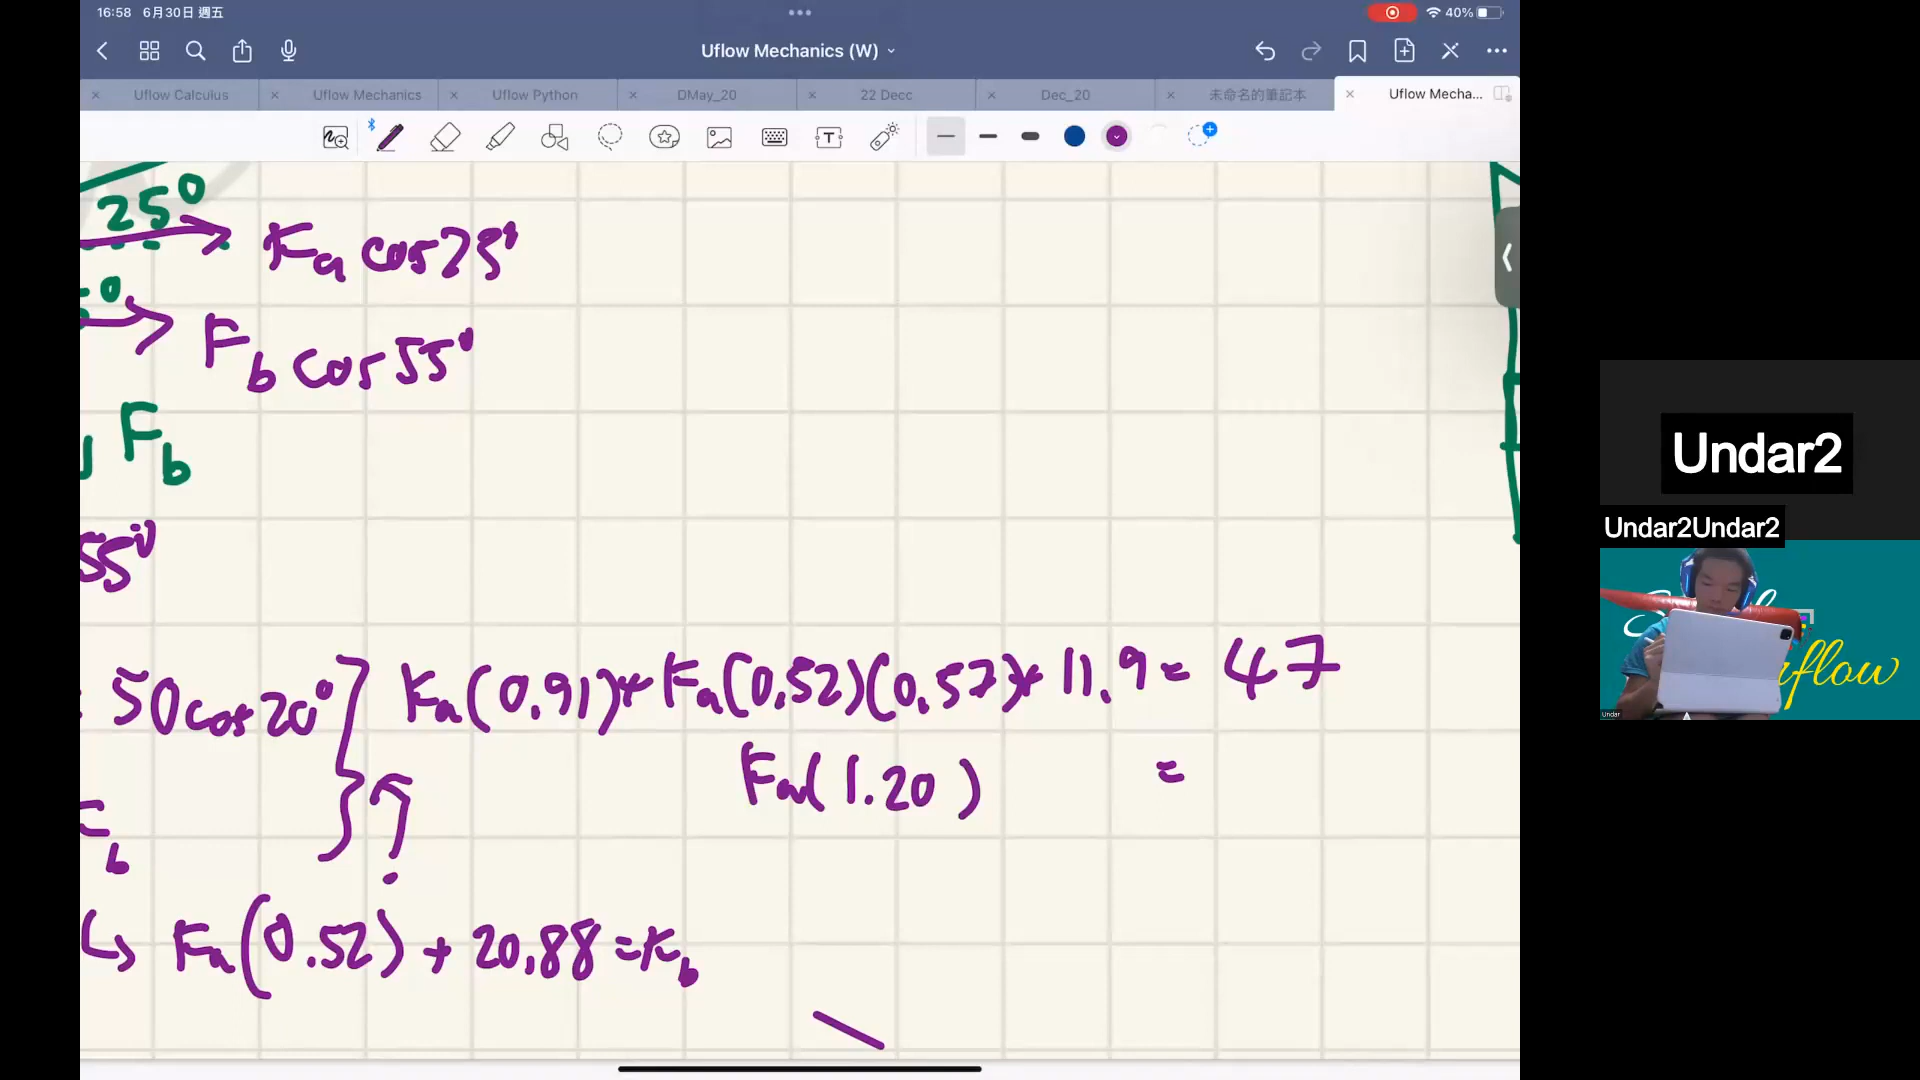 16:58 6月30日 週五
40%
Uflow Mechanics (W)
Uflow Calculus
Uflow Mechanics
Uflow Python
DMay_20
22 Decc
Dec_20
未命名的筆記本
Uflow Mecha...
25°
Fa cos25°
Fb cos55°
Fb
55°
= 50cos20° Fa(0.91)+Fa(0.52)(0.57)+11.9=47
Fa(1.20) =
?
b
↳ Fa(0.52)+20.88=Fb
Undar2
Undar2Undar2
Undar